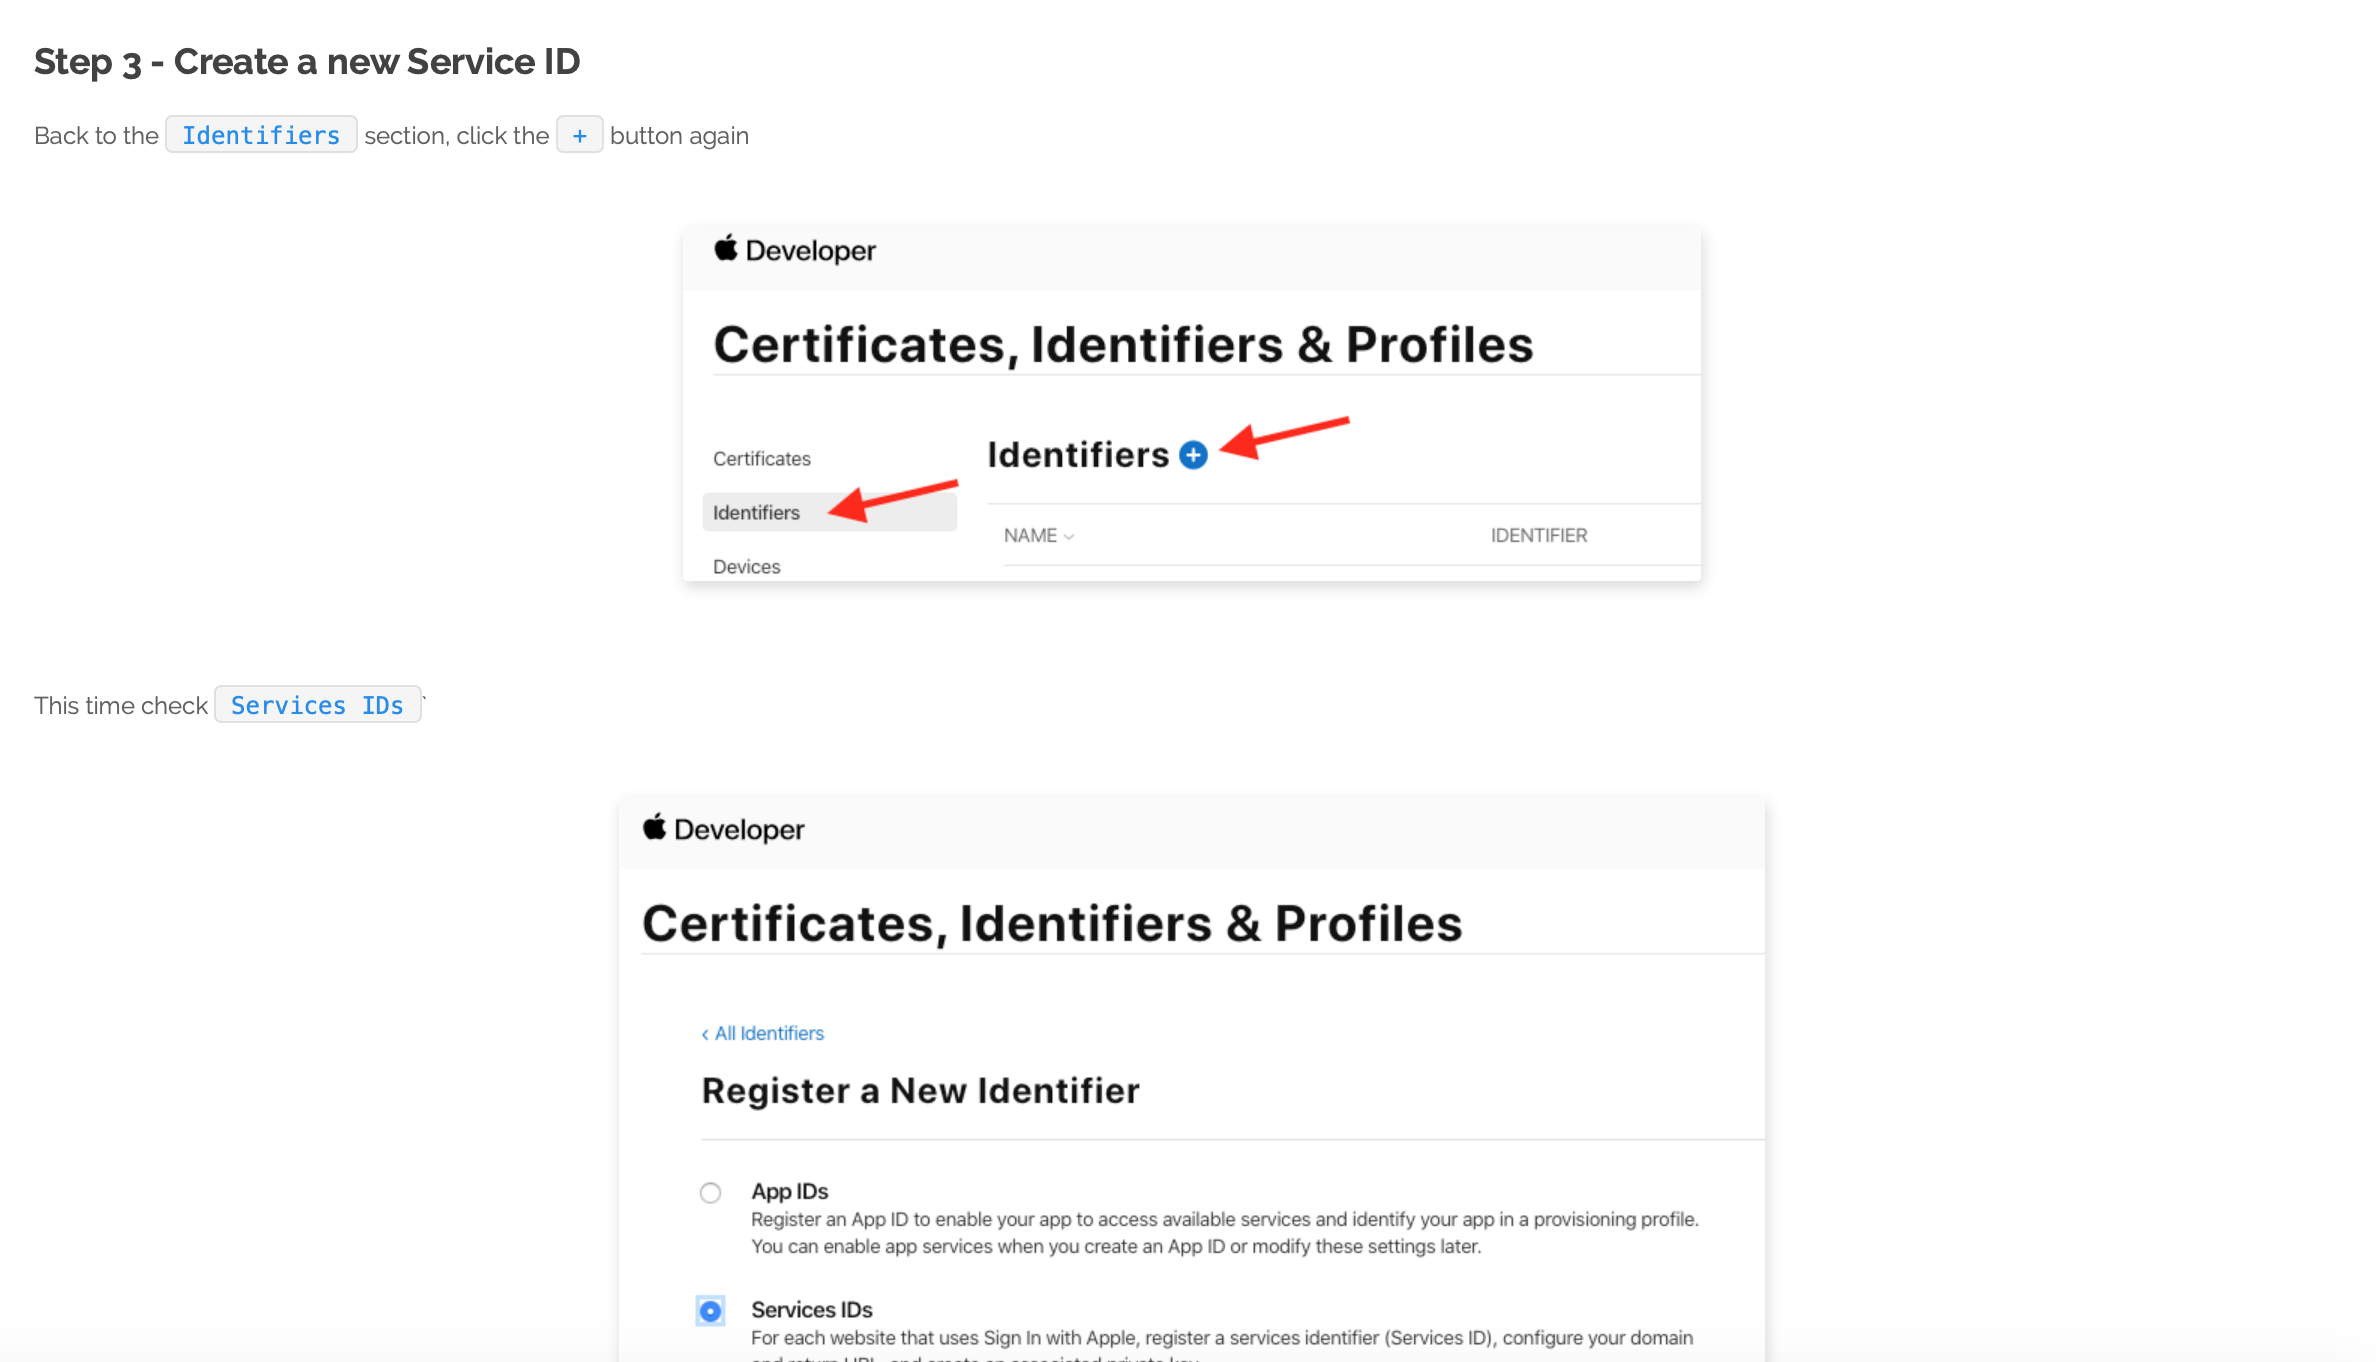 Step 3 - Create a new Service ID
Back to the Identifiers section, click the + button again
Developer
Certificates, Identifiers & Profiles
Certificates
Identifiers
Devices
Identifiers +
NAME IDENTIFIER
This time check Services IDs `
Developer
Certificates, Identifiers & Profiles
‹ All Identifiers
Register a New Identifier
App IDs
Register an App ID to enable your app to access available services and identify your app in a provisioning profile.
You can enable app services when you create an App ID or modify these settings later.
Services IDs
For each website that uses Sign In with Apple, register a services identifier (Services ID), configure your domain